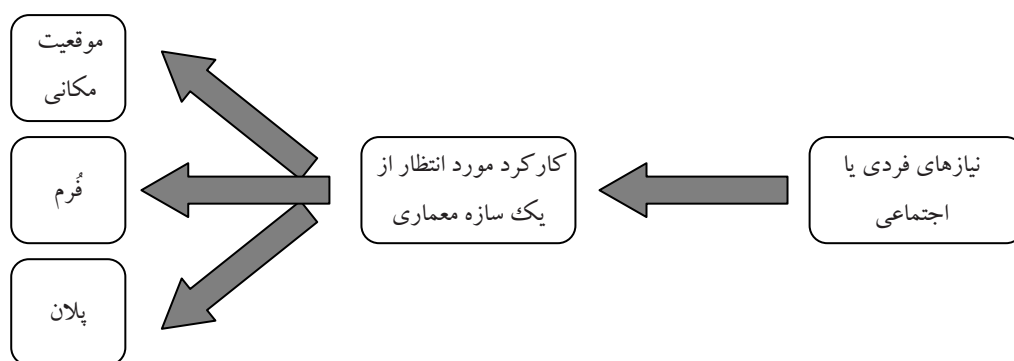 نیازهای فردی یا
اجتماعی
کارکرد مورد انتظار از
یک سازه معماری
موقعیت
مکانی
فُرم
پلان